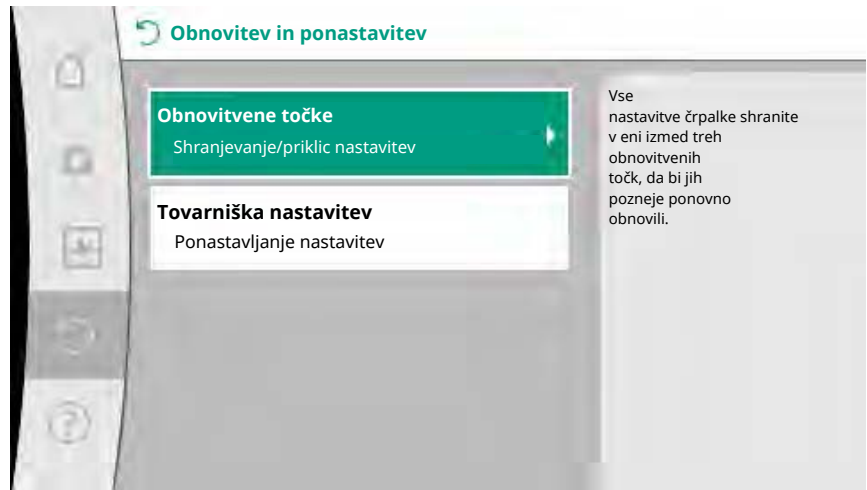 Obnovitev in ponastavitev
Obnovitvene točke
Shranjevanje/priklic nastavitev
Tovarniška nastavitev
Ponastavljanje nastavitev
Vse
nastavitve črpalke shranite
v eni izmed treh
obnovitvenih
točk, da bi jih
pozneje ponovno
obnovili.